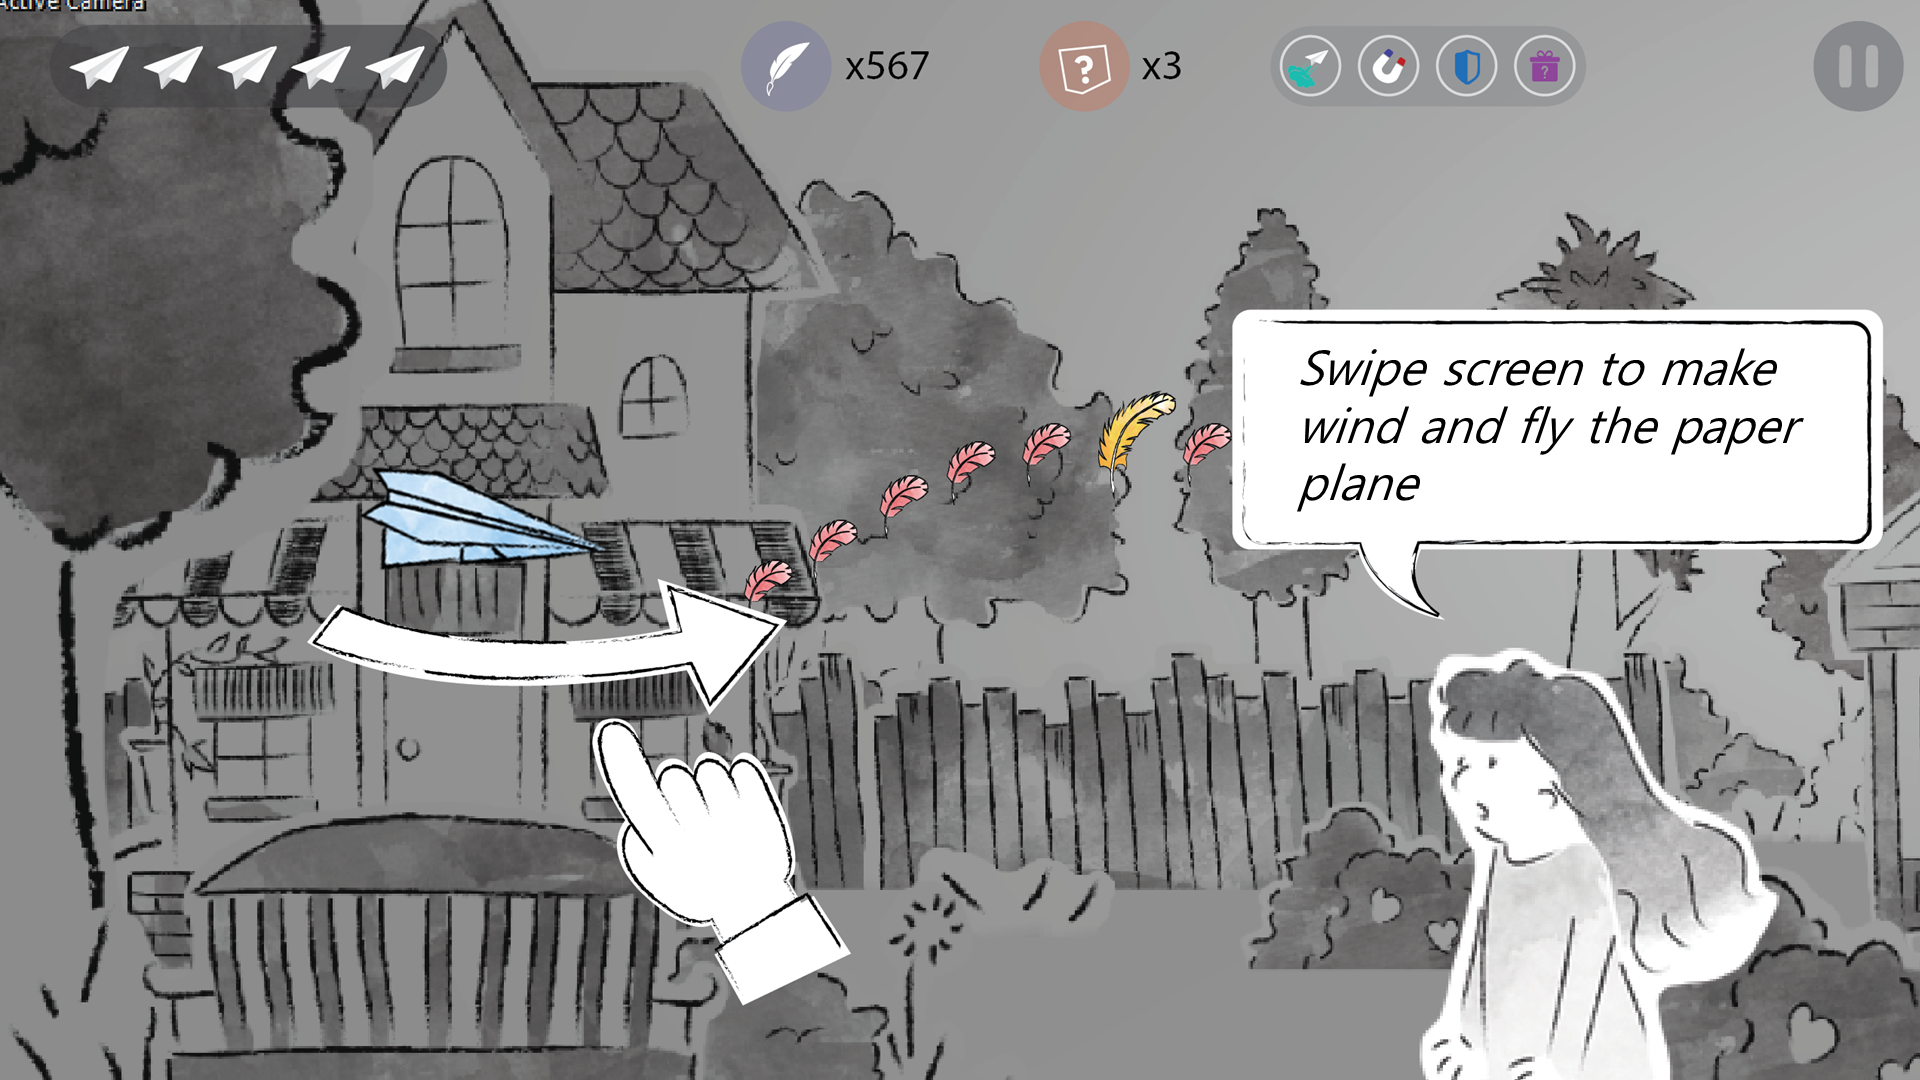 Active Camera
x567
?
x3
?
Swipe screen to make
wind and fly the paper
plane